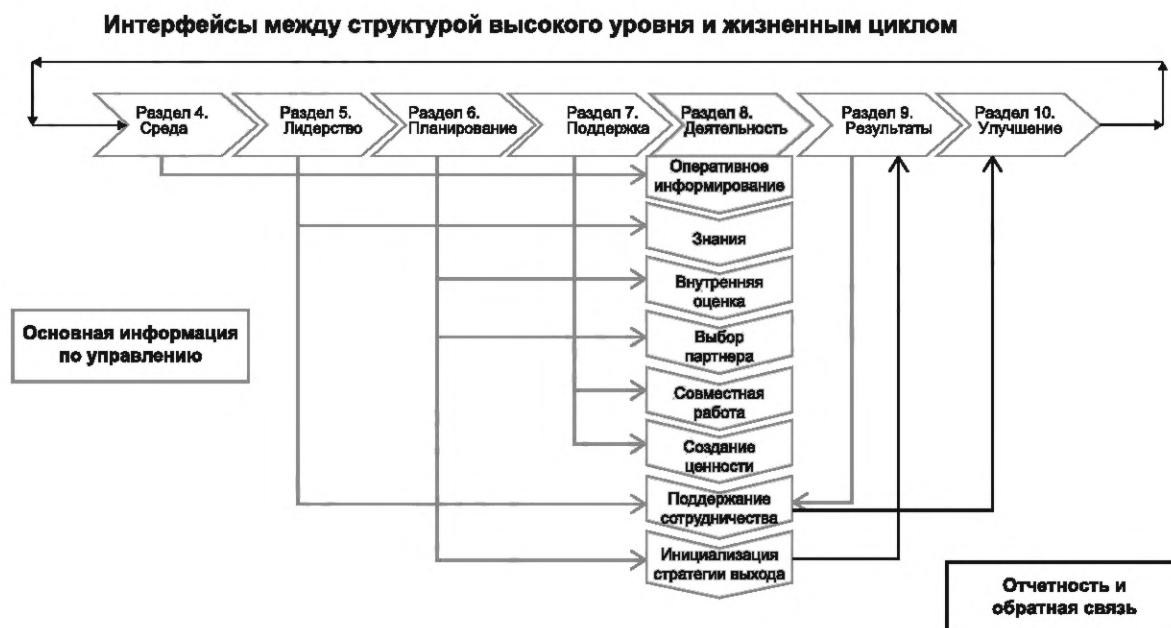 Интерфейсы между структурой высокого уровня и жизненным циклом
Раздел 4.
Среда
Раздел 5.
Лидерство
Раздел 6.
Планирование
Раздел 7.
Поддержка
Раздел 8.
Деятельность
Раздел 9.
Результаты
Раздел 10.
Улучшение
Оперативное
информирование
Знания
Внутренняя
оценка
Выбор
партнера
Совместная
работа
Создание
ценности
Поддержание
сотрудничества
Инициализация
стратегии выхода
Основная информация
по управлению
Отчетность и
обратная связь